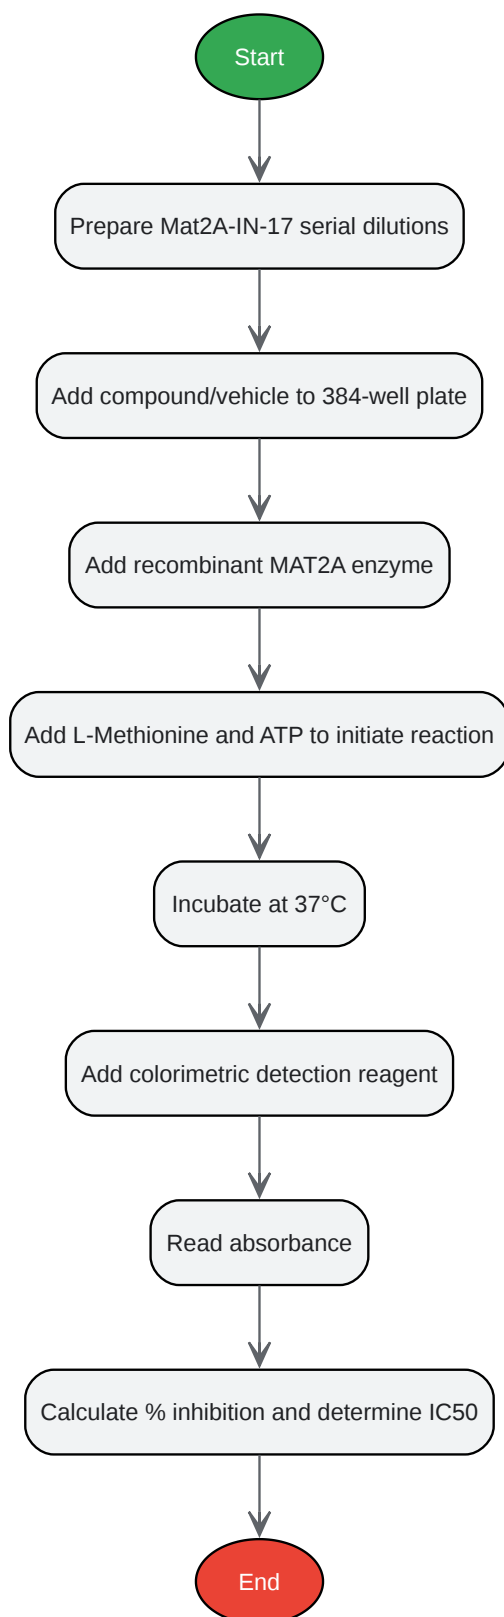 Start
Prepare Mat2A-IN-17 serial dilutions
Add compound/vehicle to 384-well plate
Add recombinant MAT2A enzyme
Add L-Methionine and ATP to initiate reaction
Incubate at 37°C
Add colorimetric detection reagent
Read absorbance
Calculate % inhibition and determine IC50
End